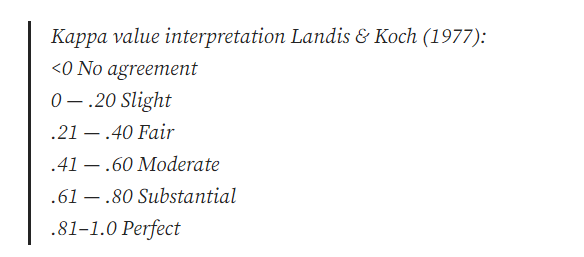 Kappa value interpretation Landis & Koch (1977):
<0 No agreement
0 — .20 Slight
.21 — .40 Fair
.41 — .60 Moderate
.61 — .80 Substantial
.81–1.0 Perfect